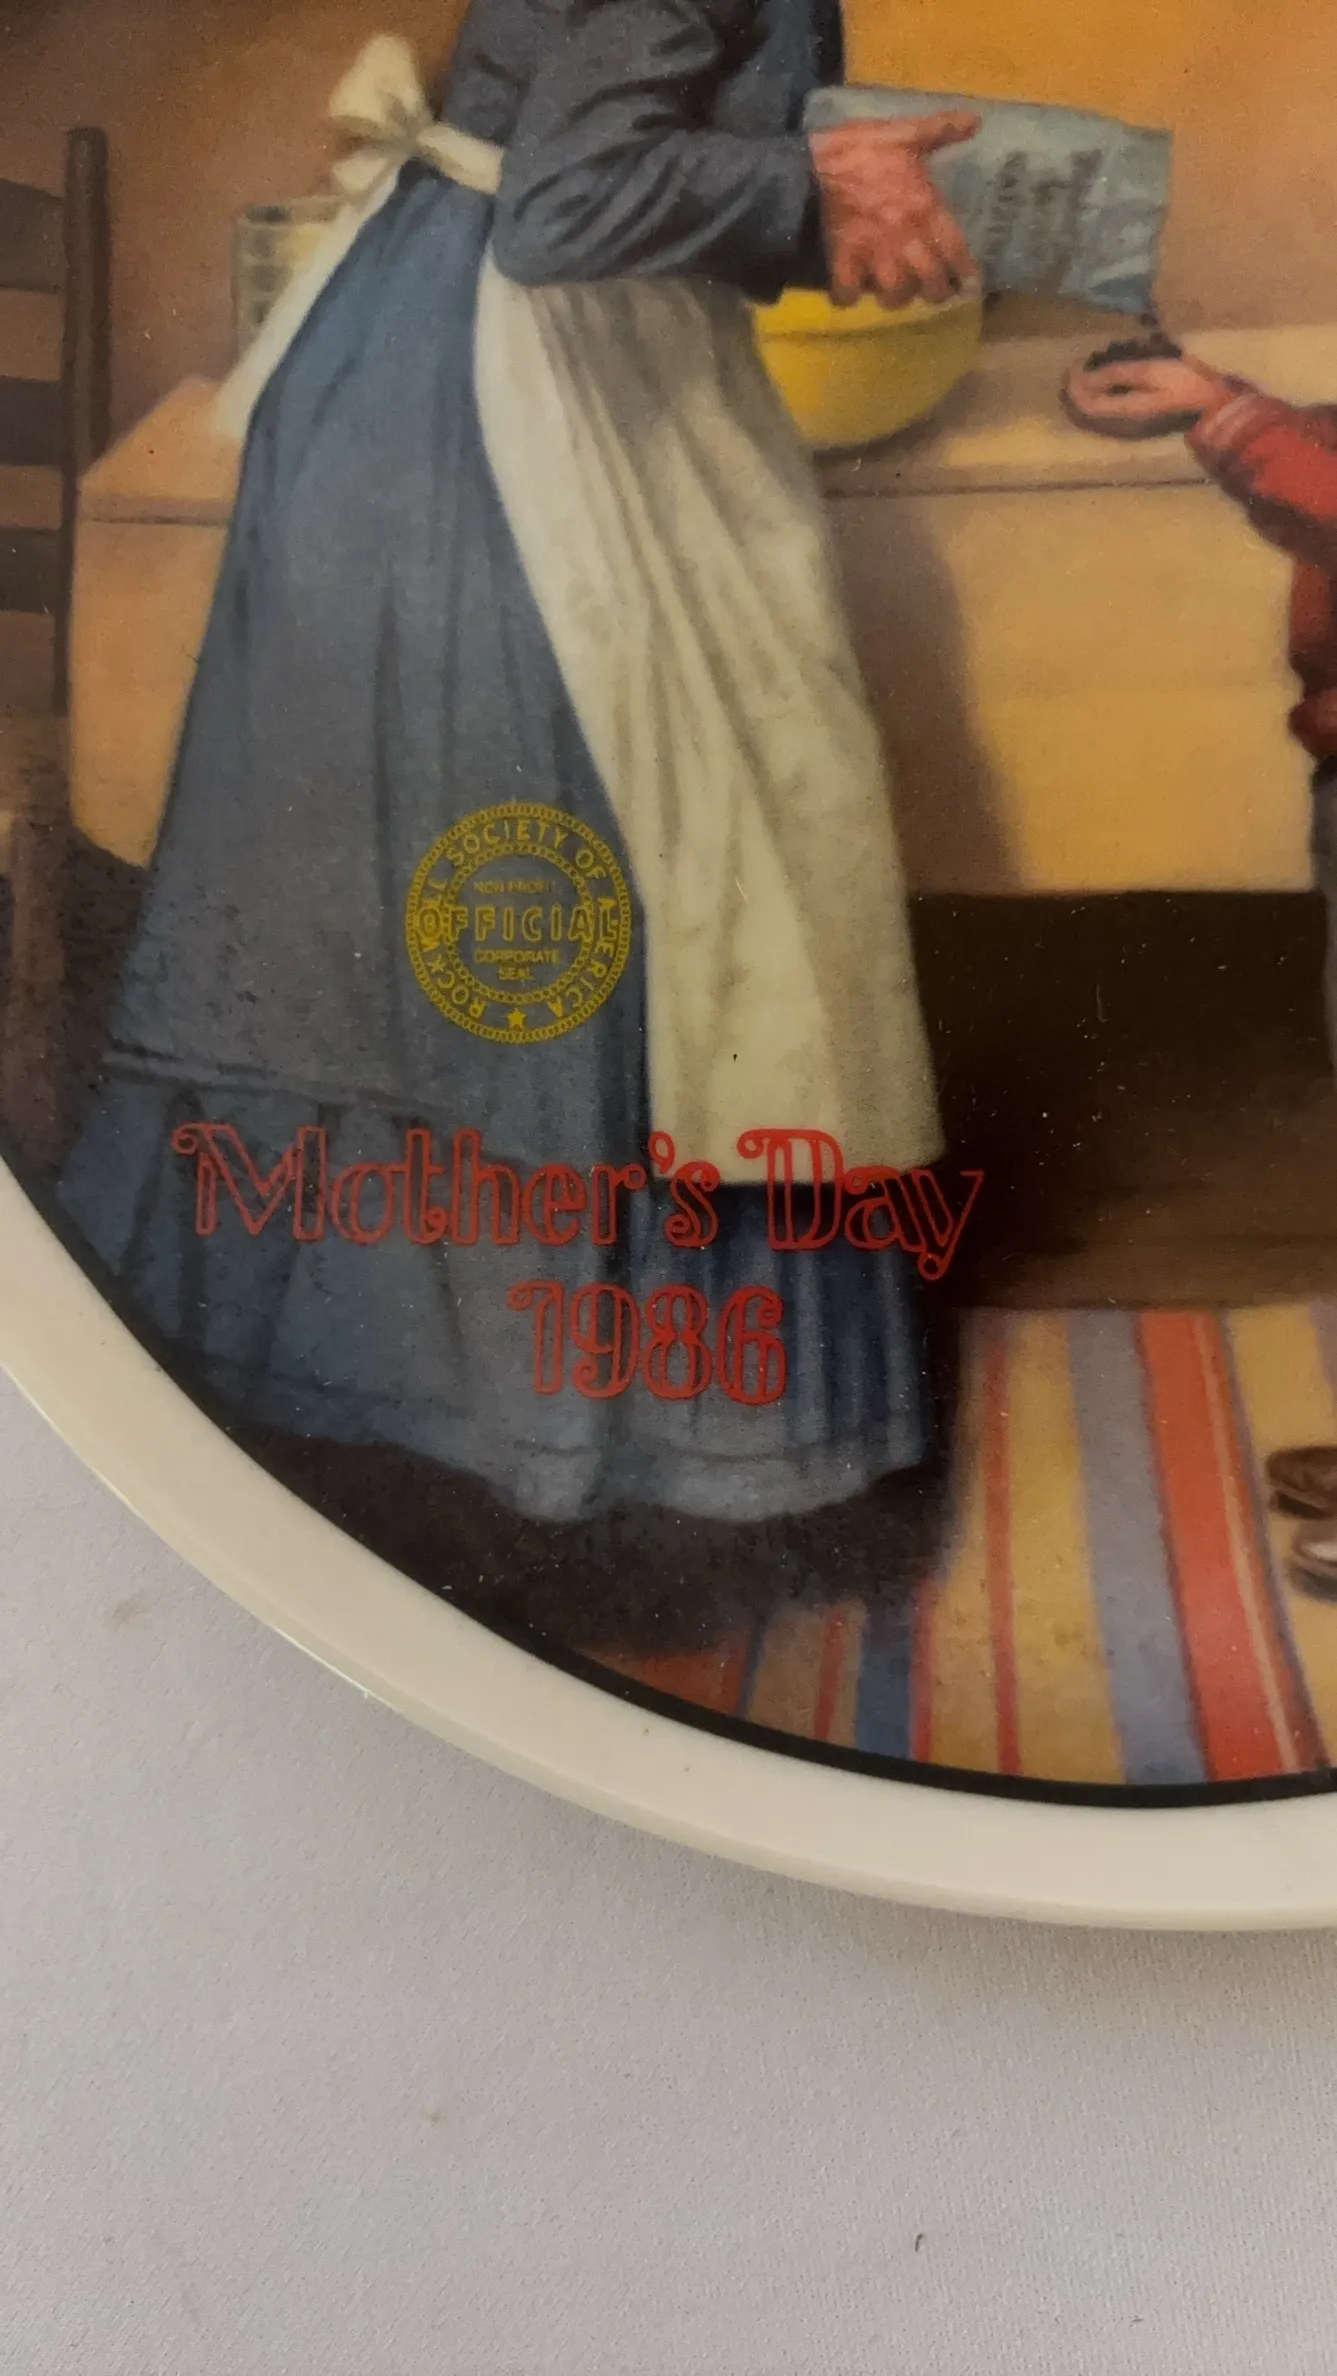 ROCKWELL SOCIETY OF AMERICA
NON PROFIT
OFFICIAL
CORPORATE
SEAL
Mother's Day
1986